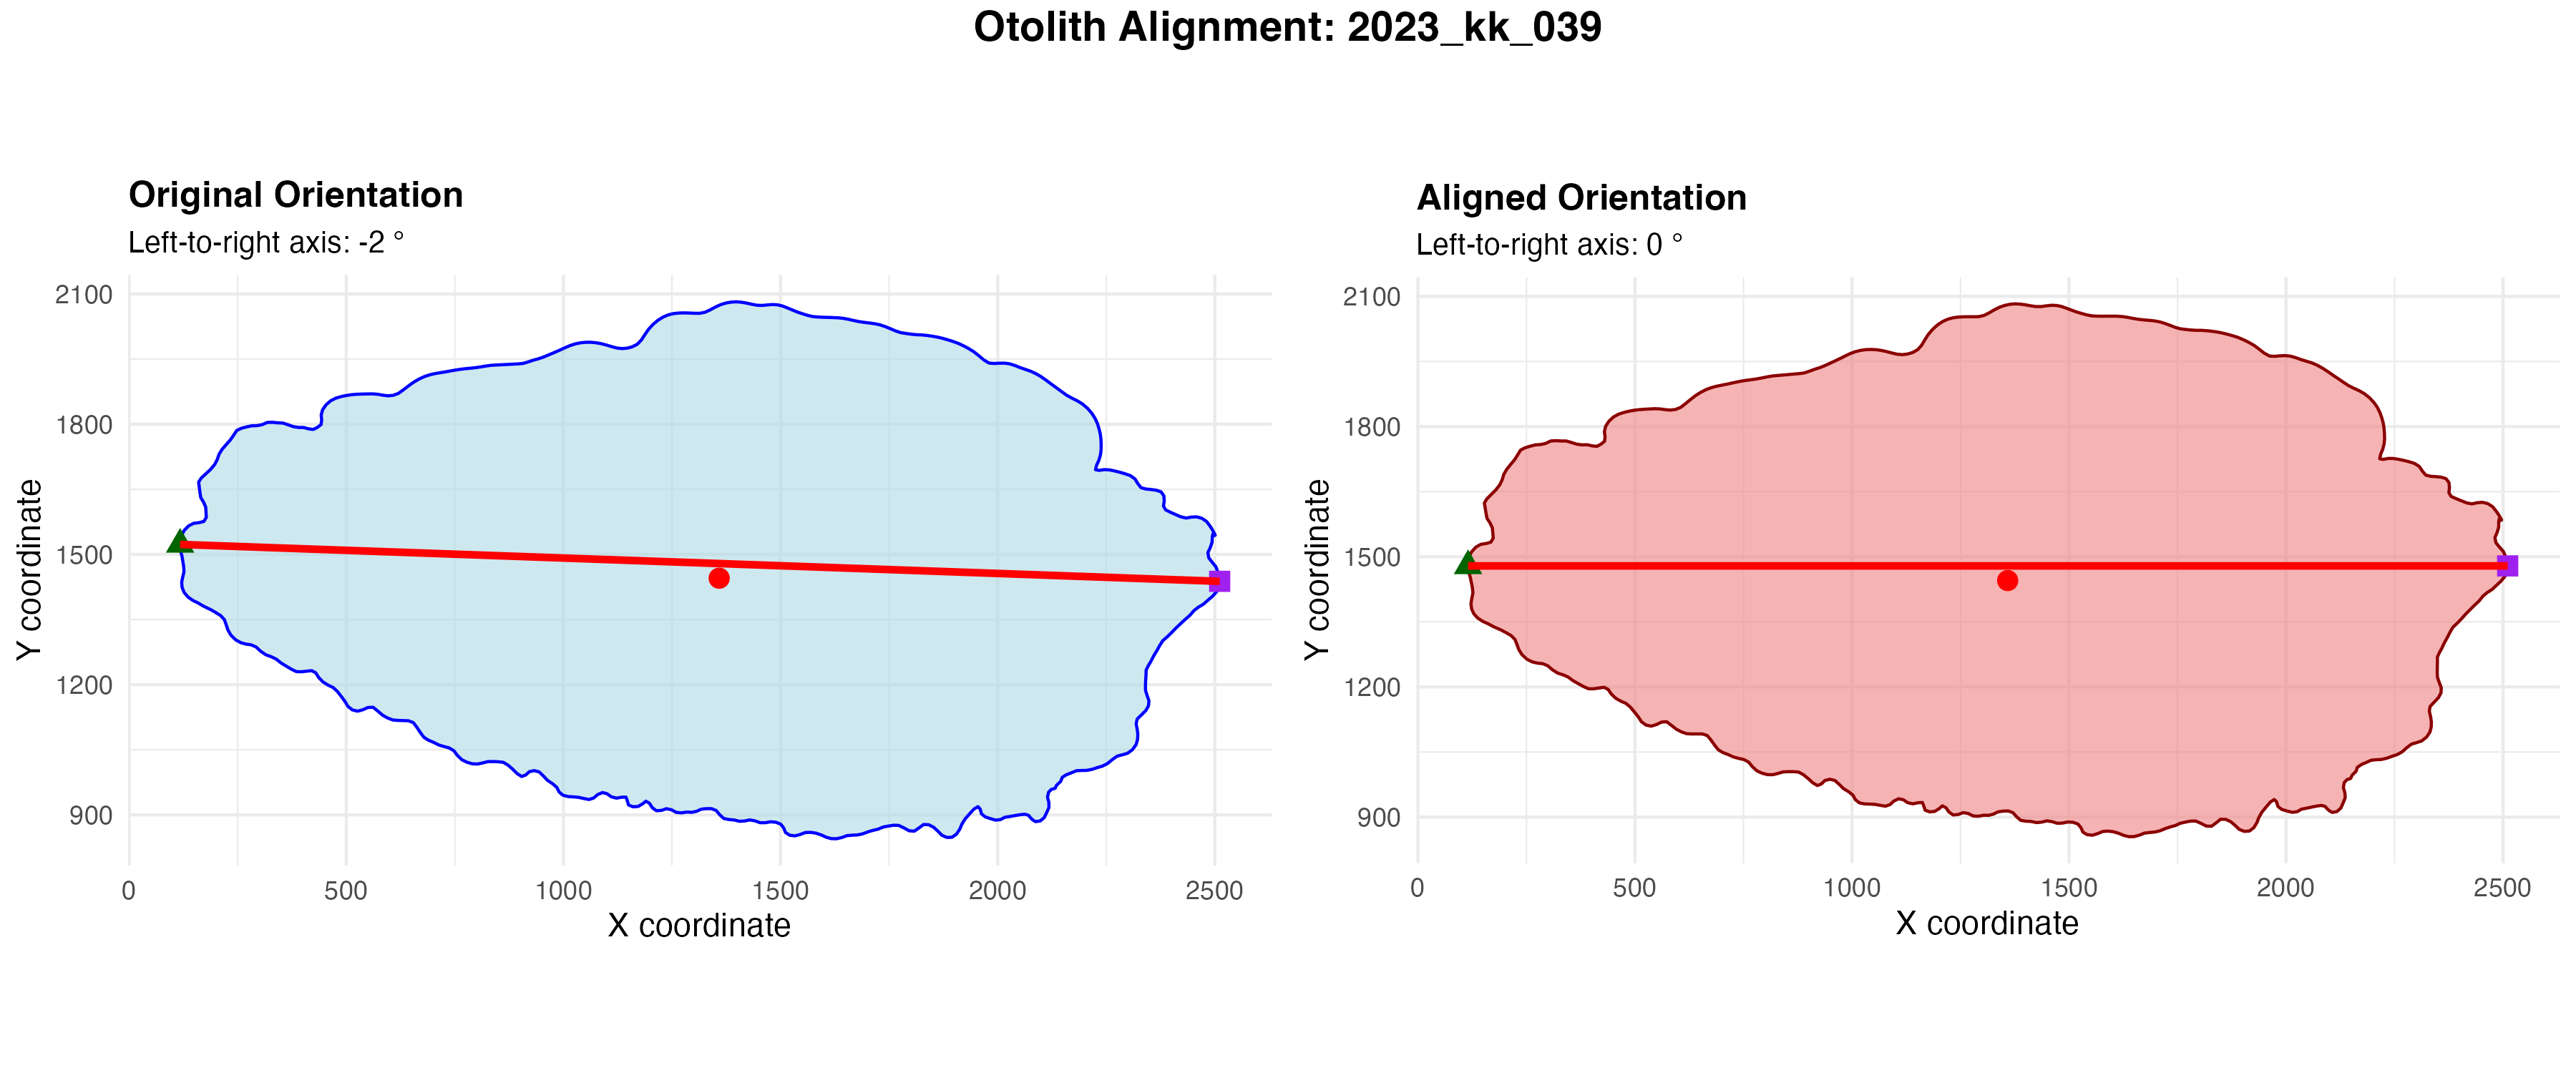 Otolith Alignment: 2023_kk_039
Original Orientation
Left-to-right axis: -2 °
2100
1800
1500
1200
900
Y coordinate
0 500 1000 1500 2000 2500
X coordinate
Aligned Orientation
Left-to-right axis: 0 °
2100
1800
1500
1200
900
Y coordinate
0 500 1000 1500 2000 2500
X coordinate